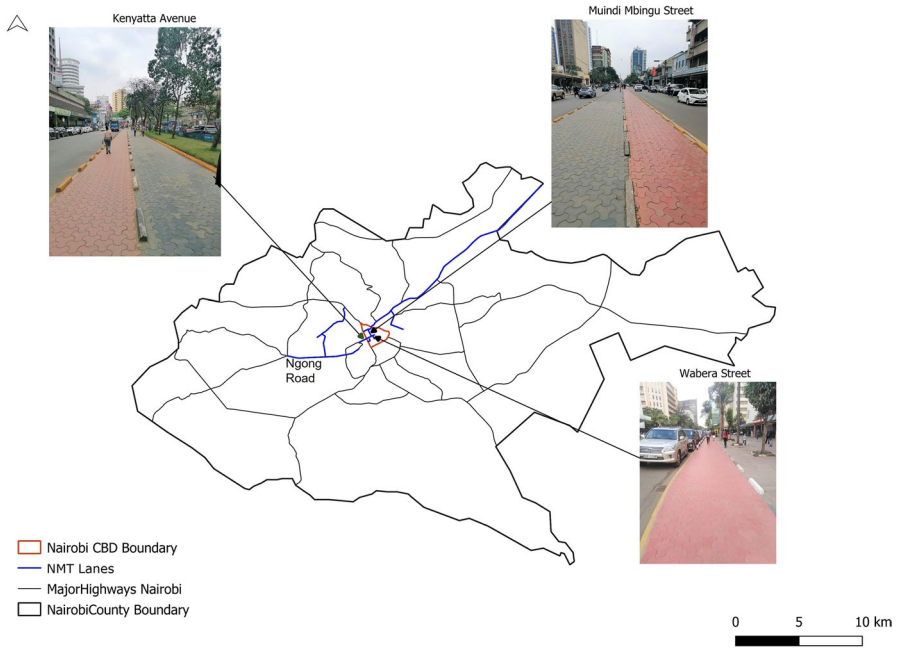 Kenyatta Avenue
Muindi Mbingu Street
Ngong
Road
Wabera Street
Nairobi CBD Boundary
NMT Lanes
MajorHighways Nairobi
NairobiCounty Boundary
0 5 10 km